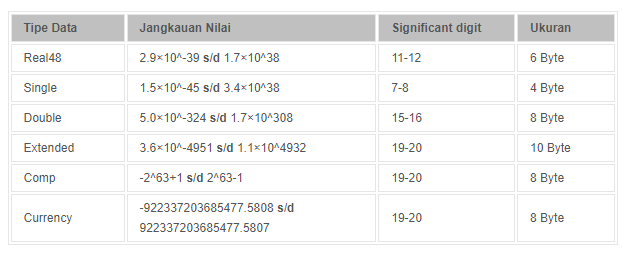 Tipe Data Jangkauan Nilai Significant digit Ukuran
Real48 2.9×10^-39 s/d 1.7×10^38 11-12 6 Byte
Single 1.5×10^-45 s/d 3.4×10^38 7-8 4 Byte
Double 5.0×10^-324 s/d 1.7×10^308 15-16 8 Byte
Extended 3.6×10^-4951 s/d 1.1×10^4932 19-20 10 Byte
Comp -2^63+1 s/d 2^63-1 19-20 8 Byte
Currency -922337203685477.5808 s/d 19-20 8 Byte
922337203685477.5807